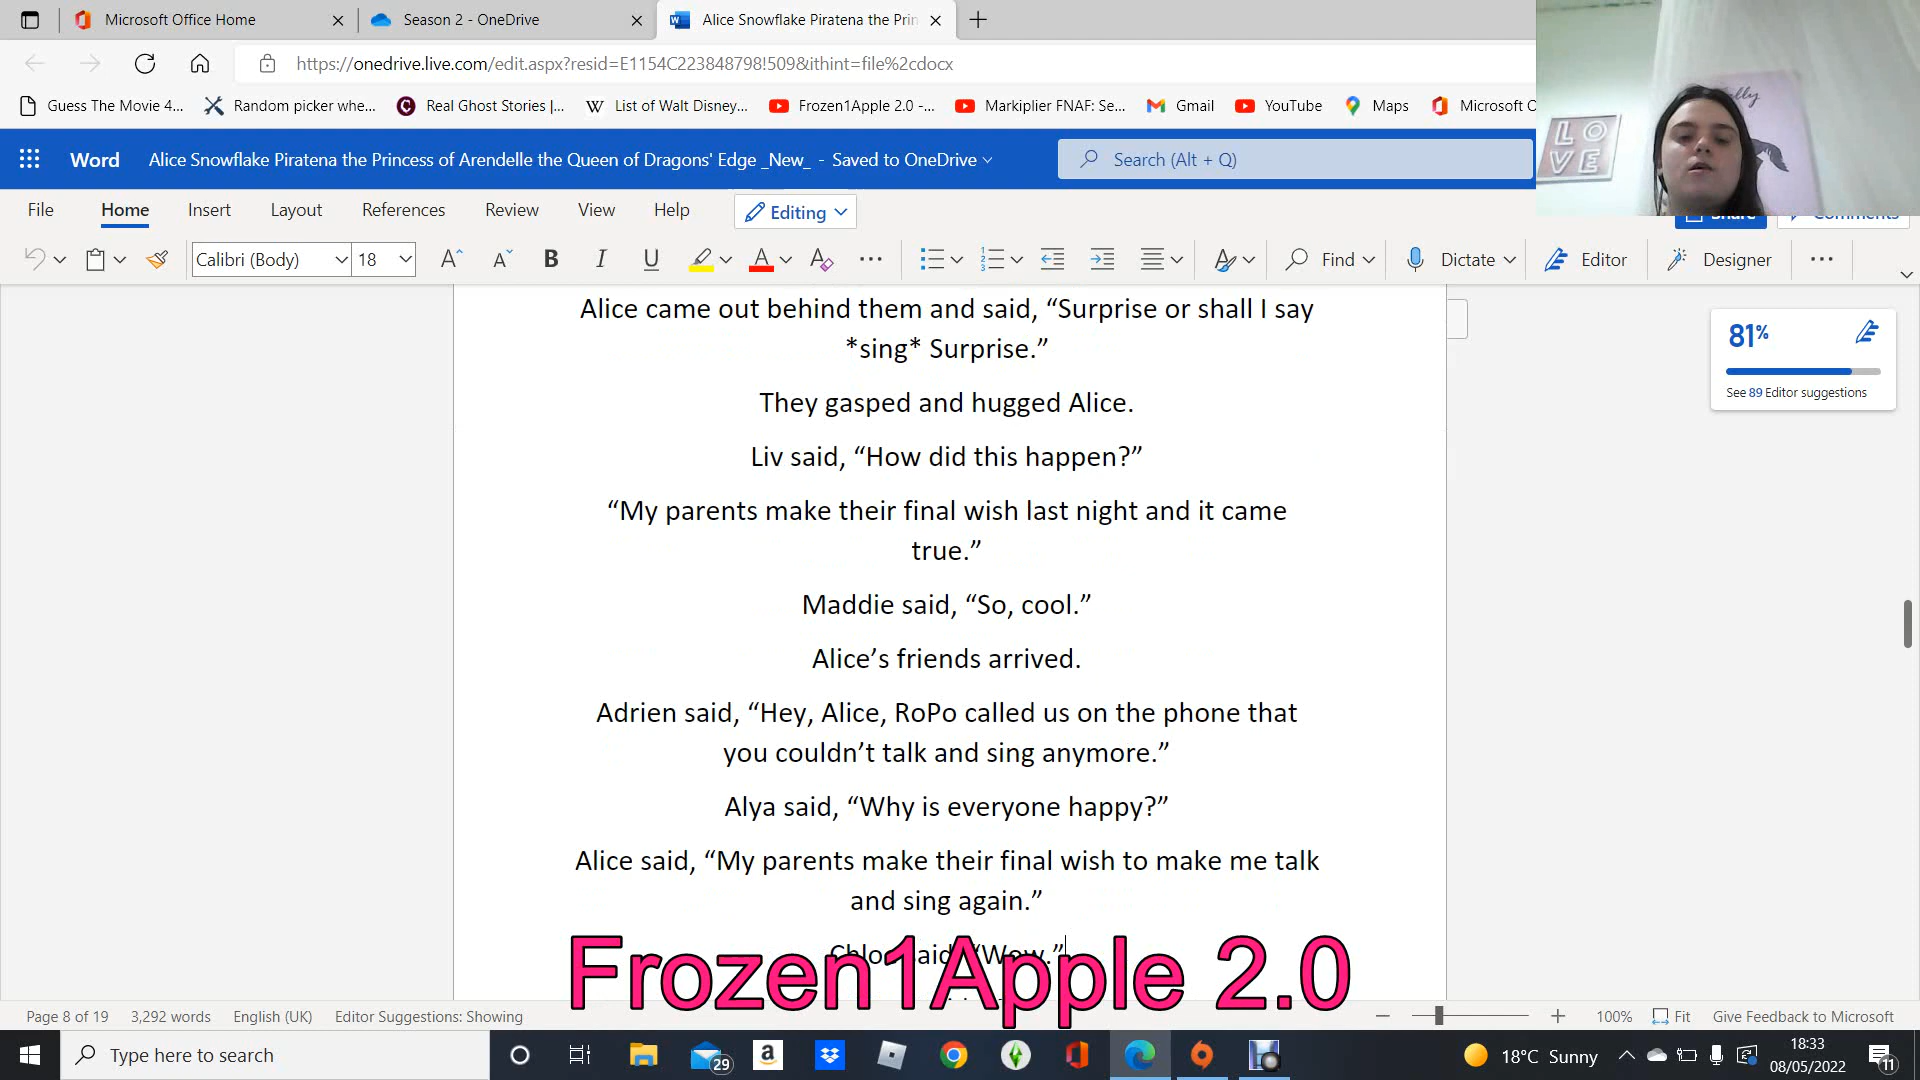 Microsoft Office Home
Season 2 - OneDrive
Alice Snowflake Piratena the Prin
https://onedrive.live.com/edit.aspx?resid=E1154C223848798!509&ithint=file%2cdocx
Guess The Movie 4...
Random picker whe...
Real Ghost Stories |...
List of Walt Disney...
Frozen1Apple 2.0 -...
Markiplier FNAF: Se...
Gmail
YouTube
Maps
Microsoft O
Word
Alice Snowflake Piratena the Princess of Arendelle the Queen of Dragons' Edge _New_ - Saved to OneDrive
Search (Alt + Q)
LO
VE
File
Home
Insert
Layout
References
Review
View
Help
Editing
Share
Comments
Calibri (Body)
18
Find
Dictate
Editor
Designer
Alice came out behind them and said, “Surprise or shall I say
*sing* Surprise.”
They gasped and hugged Alice.
Liv said, “How did this happen?”
“My parents make their final wish last night and it came
true.”
Maddie said, “So, cool.”
Alice’s friends arrived.
Adrien said, “Hey, Alice, RoPo called us on the phone that
you couldn’t talk and sing anymore.”
Alya said, “Why is everyone happy?”
Alice said, “My parents make their final wish to make me talk
and sing again.”
Chloe said, “Wow.”
81%
See 89 Editor suggestions
Frozen1Apple 2.0
Page 8 of 19
3,292 words
English (UK)
Editor Suggestions: Showing
100%
Fit
Give Feedback to Microsoft
Type here to search
29
18°C Sunny
18:33
08/05/2022
11